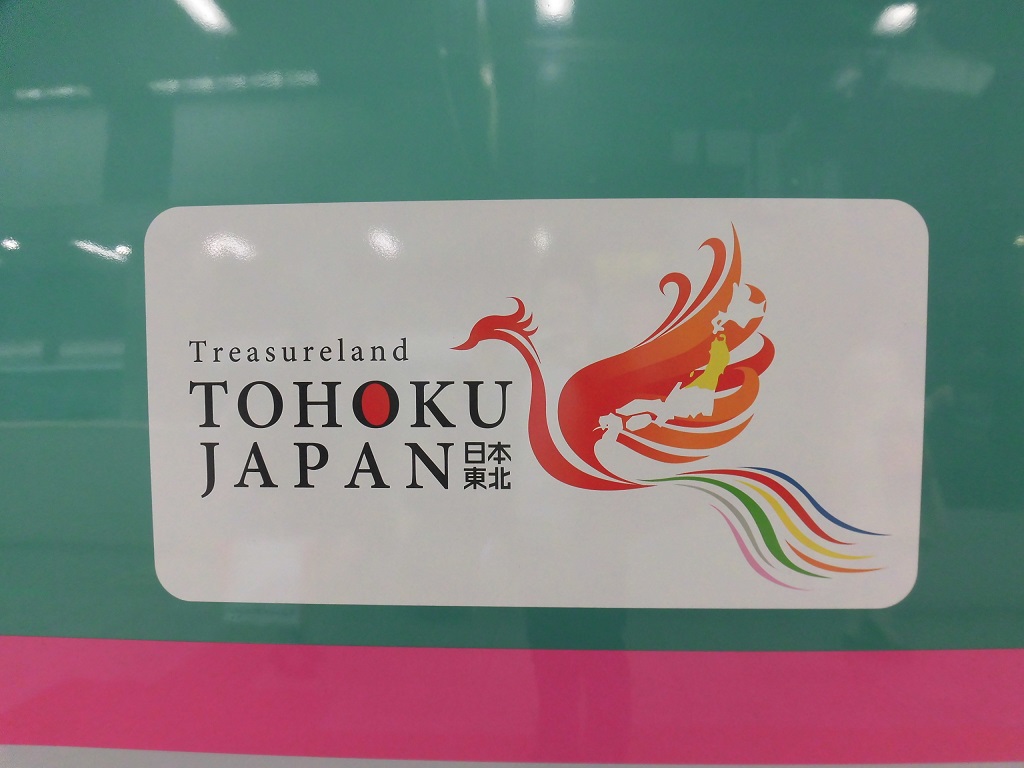 Treasureland
TOHOKU
JAPAN
日本
東北